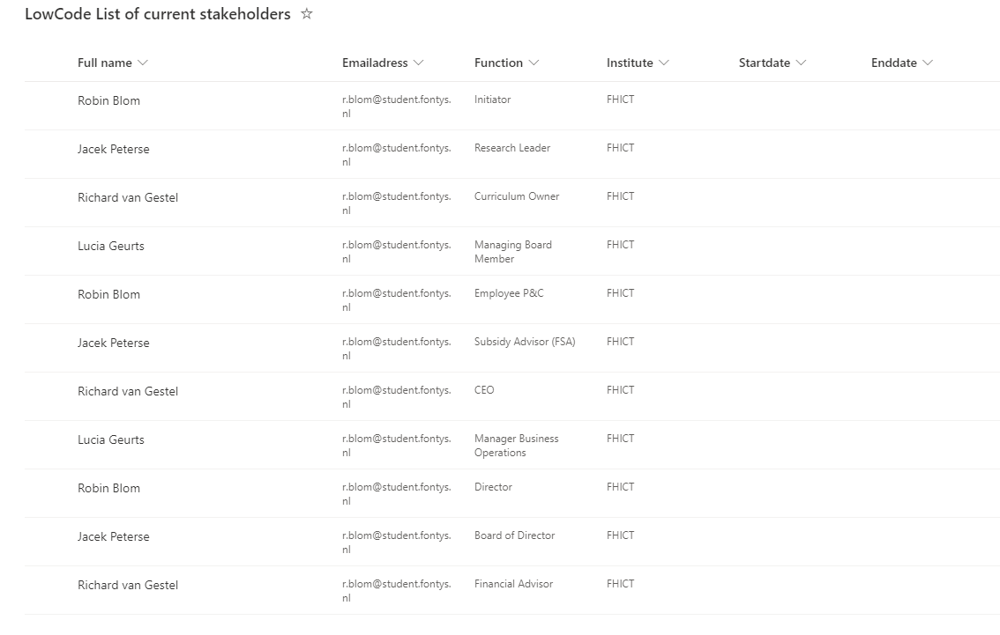 LowCode List of current stakeholders
Full name Emailadress Function Institute Startdate Enddate
Robin Blom r.blom@student.fontys. Initiator FHICT
nl
Jacek Peterse r.blom@student.fontys. Research Leader FHICT
nl
Richard van Gestel r.blom@student.fontys. Curriculum Owner FHICT
nl
Lucia Geurts r.blom@student.fontys. Managing Board FHICT
nl Member
Robin Blom r.blom@student.fontys. Employee P&C FHICT
nl
Jacek Peterse r.blom@student.fontys. Subsidy Advisor (FSA) FHICT
nl
Richard van Gestel r.blom@student.fontys. CEO FHICT
nl
Lucia Geurts r.blom@student.fontys. Manager Business FHICT
nl Operations
Robin Blom r.blom@student.fontys. Director FHICT
nl
Jacek Peterse r.blom@student.fontys. Board of Director FHICT
nl
Richard van Gestel r.blom@student.fontys. Financial Advisor FHICT
nl